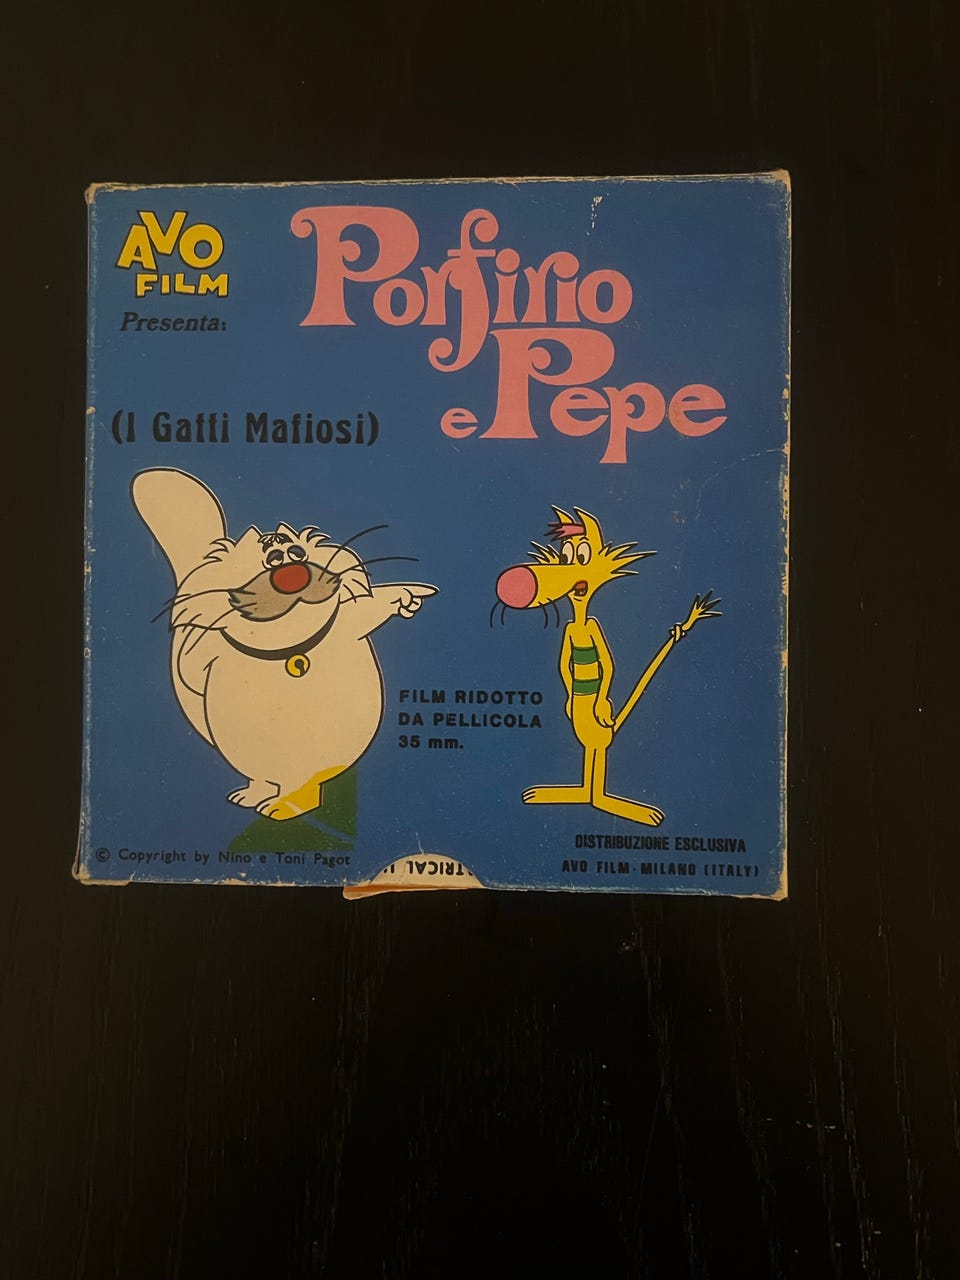 AVO
FILM
Presenta:
Porfirio
e Pepe
(I Gatti Mafiosi)
FILM RIDOTTO
DA PELLICOLA
35 mm.
© Copyright by Nino e Toni Pagot
TRICAL
DISTRIBUZIONE ESCLUSIVA
AVO FILM - MILANO (ITALY)